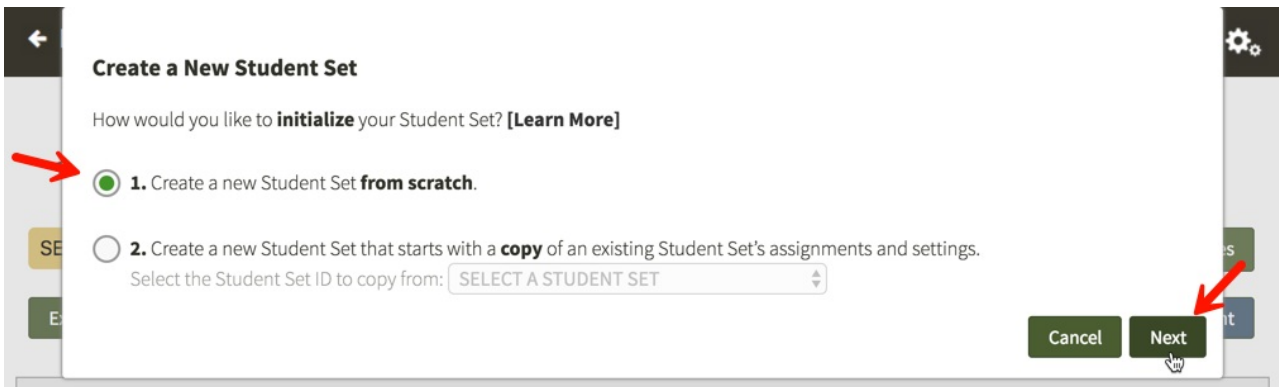 Create a New Student Set
How would you like to initialize your Student Set? [Learn More]
1. Create a new Student Set from scratch.
2. Create a new Student Set that starts with a copy of an existing Student Set's assignments and settings.
Select the Student Set ID to copy from: SELECT A STUDENT SET
Cancel Next